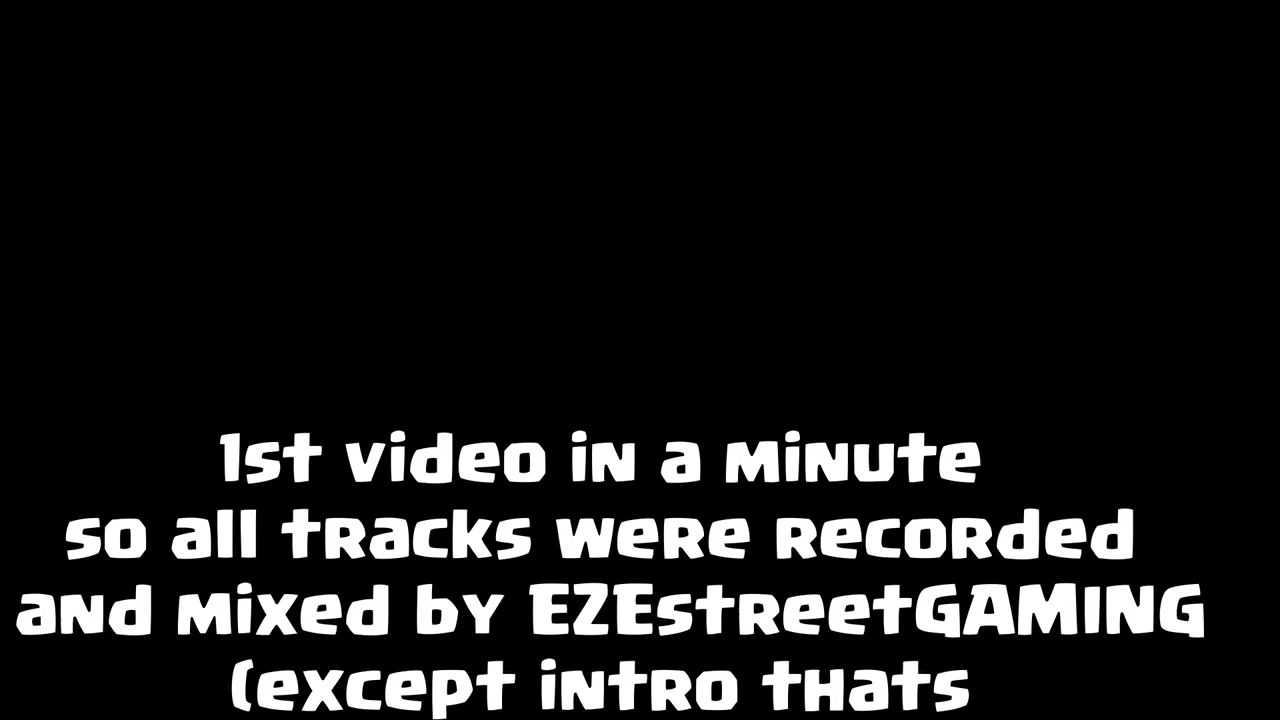 1st video in a minute
so all tracks were recorded
and mixed by EZEstreetGAMING
(except intro thats